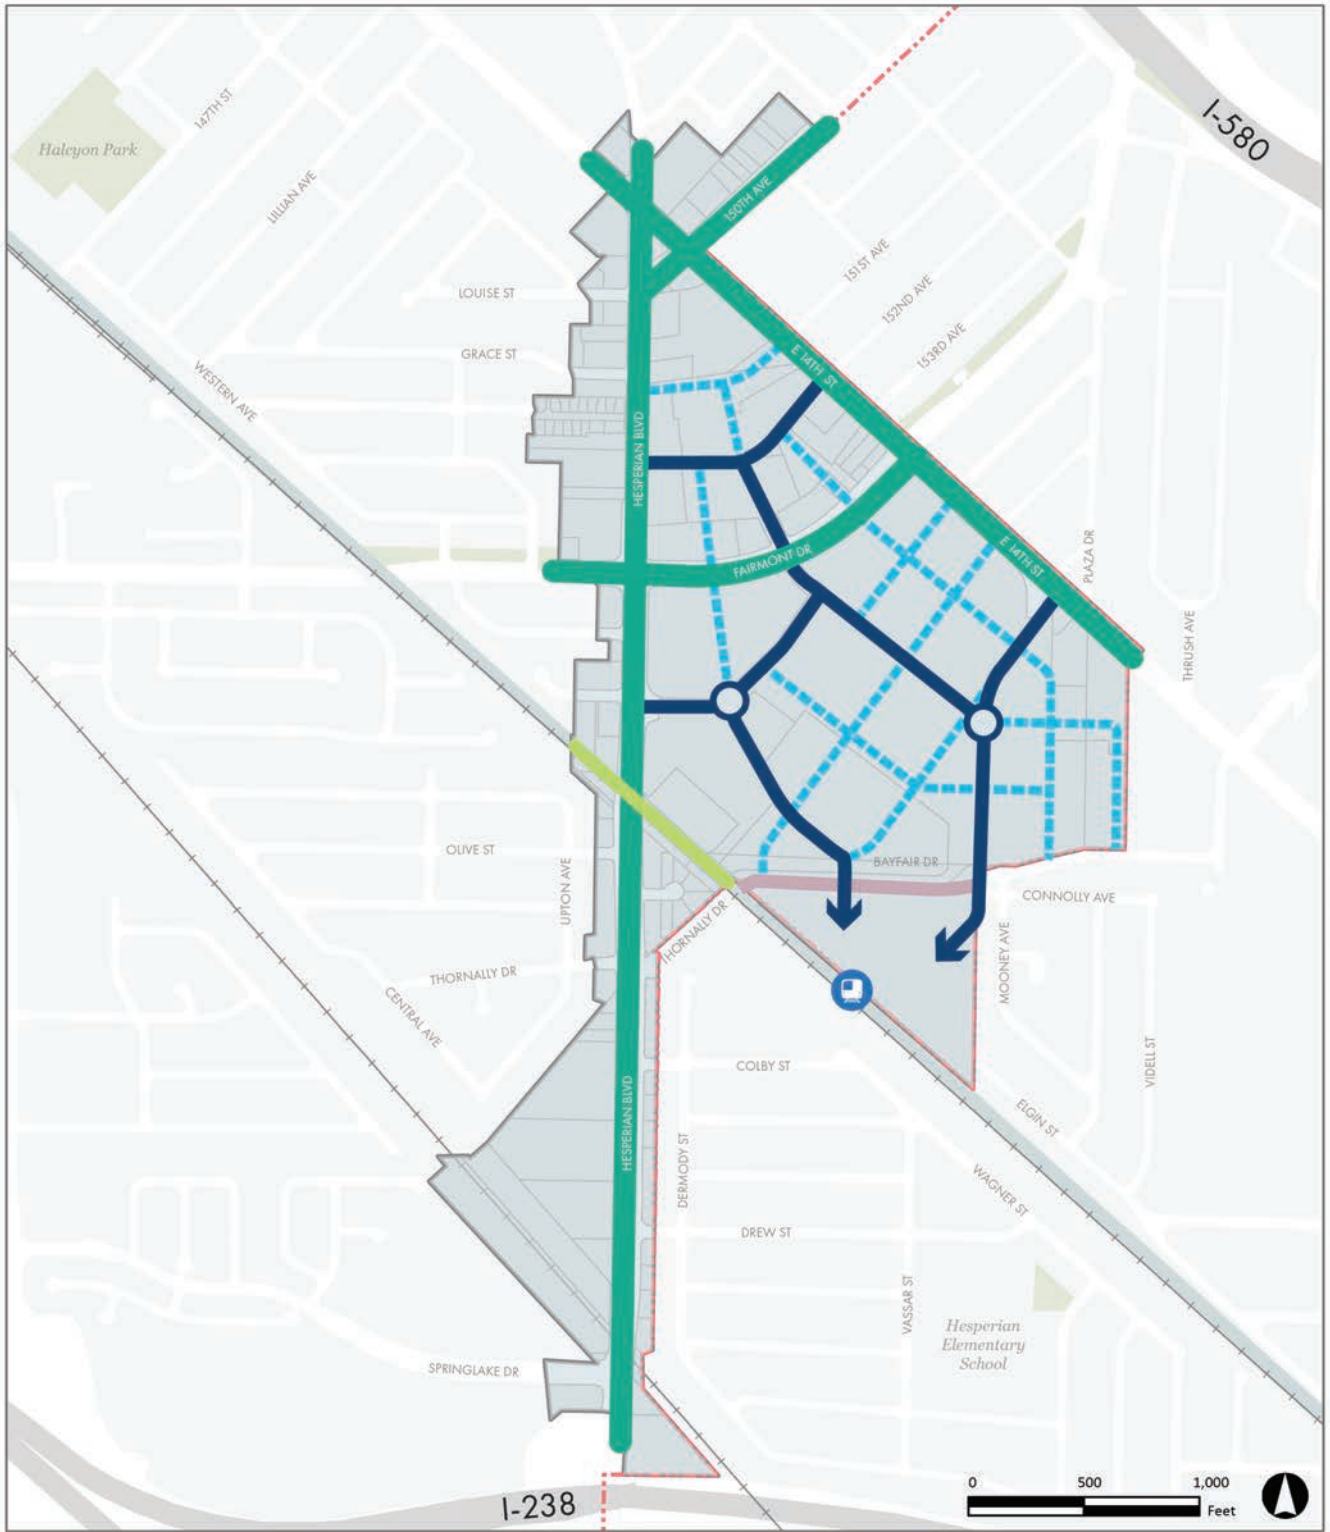 I-580
147TH ST
Halcyon Park
LILLIAN AVE
150TH AVE
151ST AVE
LOUISE ST
152ND AVE
GRACE ST
153RD AVE
E 14TH ST
WESTERN AVE
HESPERIAN BLVD
FAIRMONT DR
E 14TH ST
PLAZA DR
THRUSH AVE
OLIVE ST
UPTON AVE
BAYFAIR DR
CONNOLLY AVE
THORNALLY DR
THORNALLY DR
MOONEY AVE
CENTRAL AVE
COLBY ST
VIDELL ST
ELGIN ST
HESPERIAN BLVD
DERMODY ST
WAGNER ST
DREW ST
VASSAR ST
Hesperian
Elementary
School
SPRINGLAKE DR
0 500 1,000
Feet
I-238